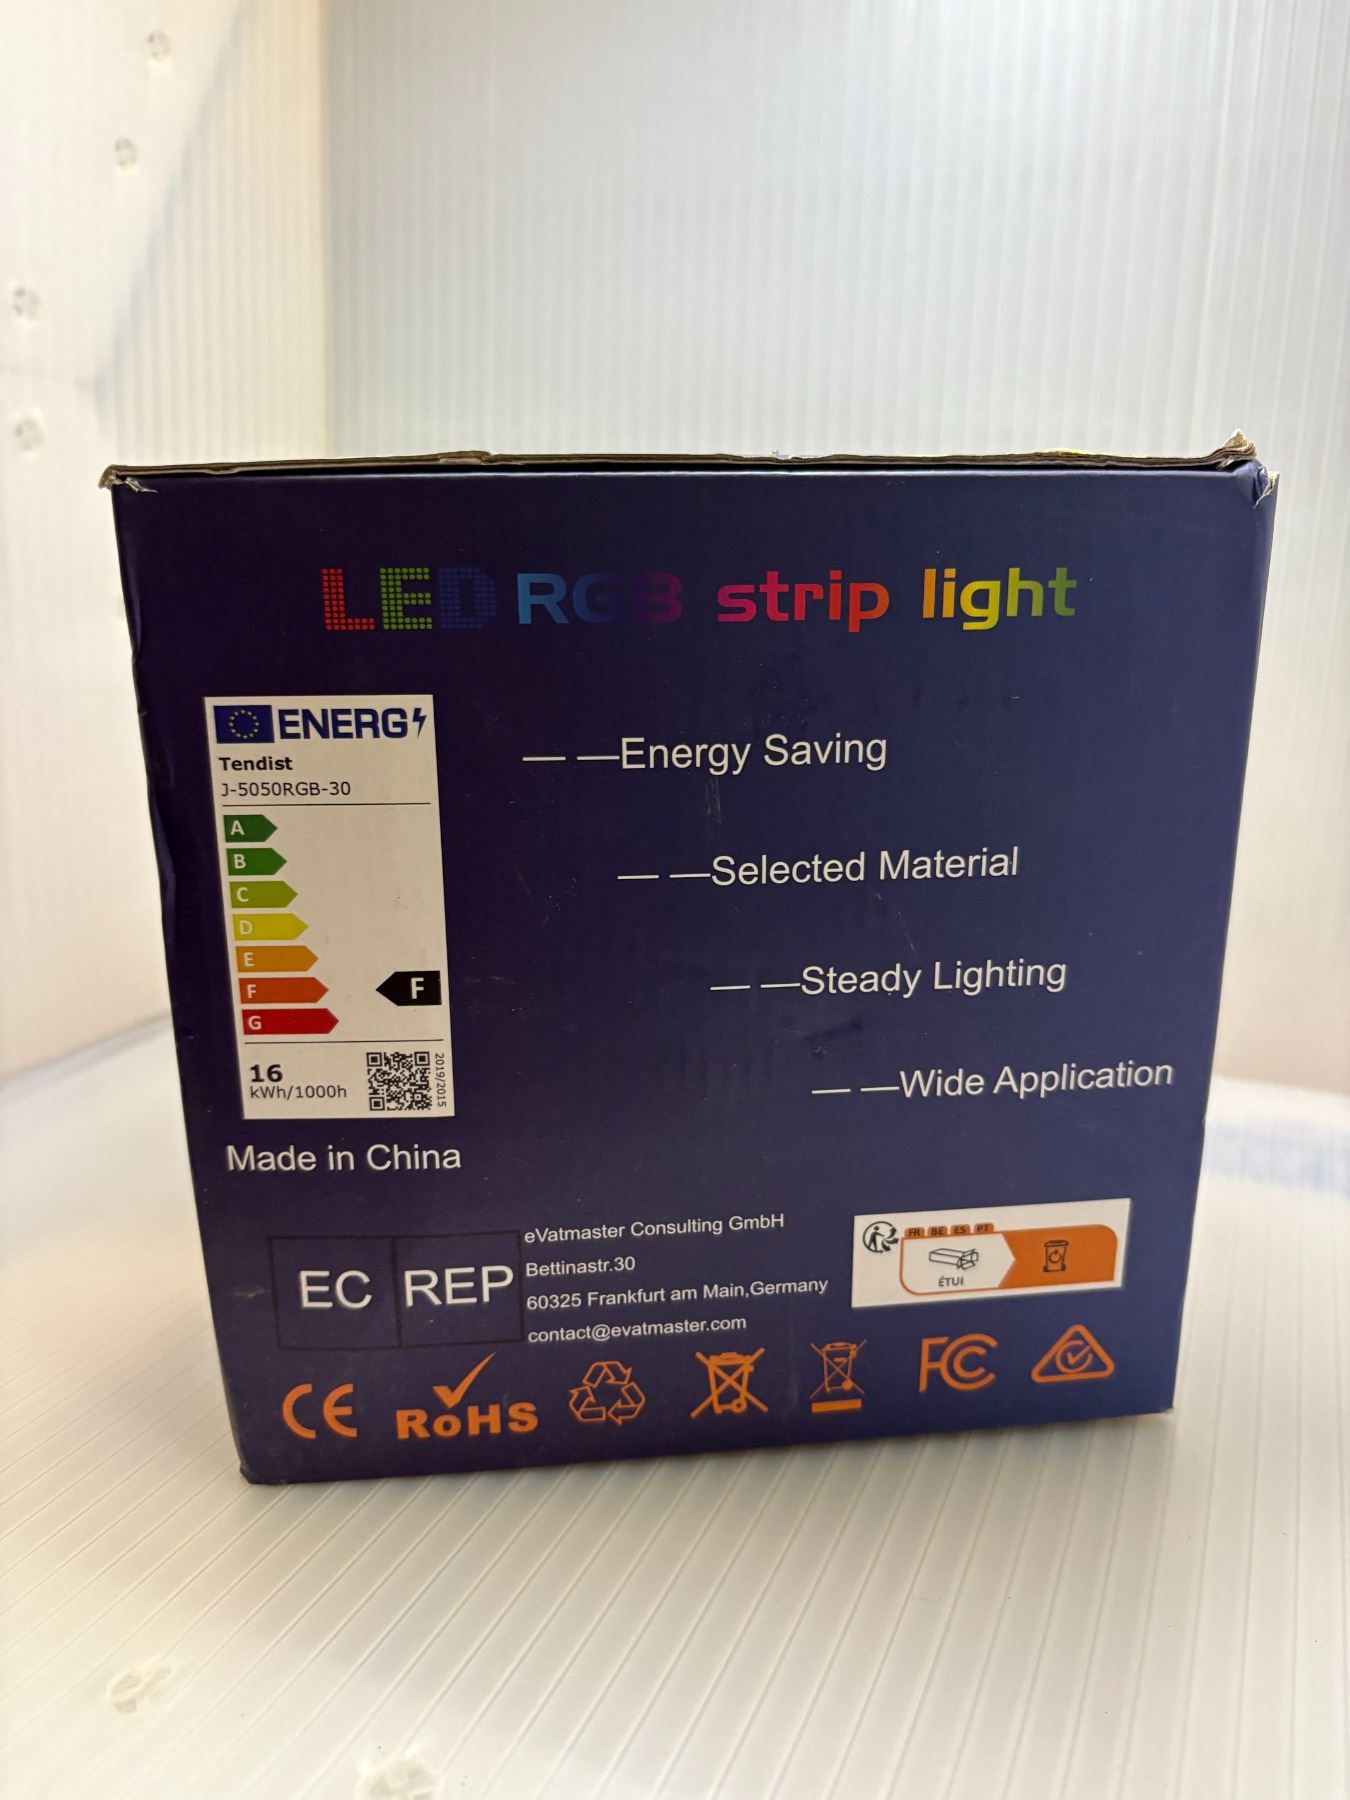 LED RGB strip light
ENERG
Tendist
J-5050RGB-30
A
B
C
D
E
F
F
G
16
kWh/1000h
2019/2015
— —Energy Saving
— —Selected Material
— —Steady Lighting
— —Wide Application
Made in China
EC REP
eVatmaster Consulting GmbH
Bettinastr.30
60325 Frankfurt am Main,Germany
contact@evatmaster.com
FR BE ES PT
ÉTUI
CE
RoHS
FC